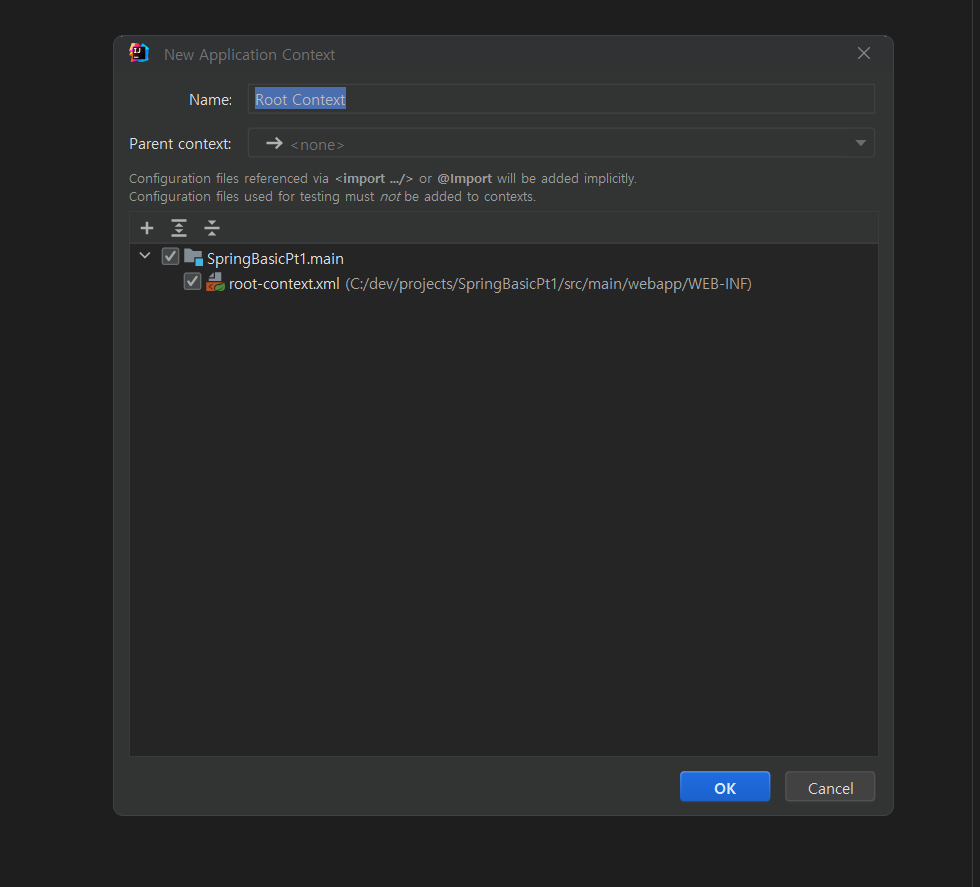 New Application Context
Name: Root Context
Parent context: <none>
Configuration files referenced via <import .../> or @Import will be added implicitly.
Configuration files used for testing must not be added to contexts.
SpringBasicPt1.main
root-context.xml (C:/dev/projects/SpringBasicPt1/src/main/webapp/WEB-INF)
OK Cancel